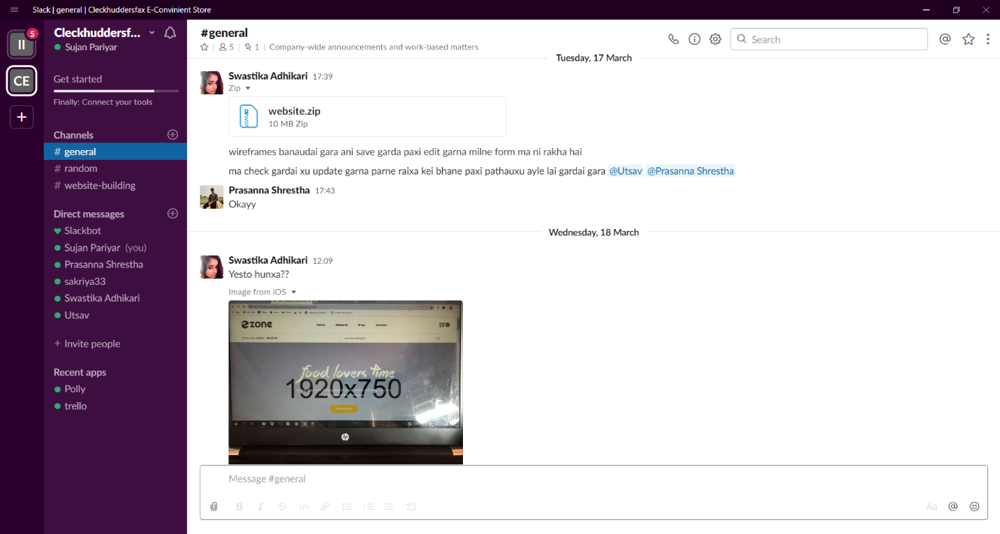 Slack | general | Cleckhuddersfax E-Convinient Store
II
5
CE
+
Cleckhuddersf...
Sujan Pariyar
Get started
Finally: Connect your tools
Channels
# general
# random
# website-building
Direct messages
Slackbot
Sujan Pariyar (you)
Prasanna Shrestha
sakriya33
Swastika Adhikari
Utsav
+ Invite people
Recent apps
Polly
trello
#general
5 | 1 | Company-wide announcements and work-based matters
Search
Tuesday, 17 March
Swastika Adhikari 17:39
Zip
website.zip
10 MB Zip
wireframes banaudai gara ani save garda paxi edit garna milne form ma ni rakha hai
ma check gardai xu update garna parne raixa kei bhane paxi pathauxu ayle lai gardai gara @Utsav @Prasanna Shrestha
Prasanna Shrestha 17:43
Okayy
Wednesday, 18 March
Swastika Adhikari 12:09
Yesto hunxa??
Image from iOS
zone
Home About Us Shop Contact
food lovers time
1920x750
hp
Message #general
B I S </> Aa @